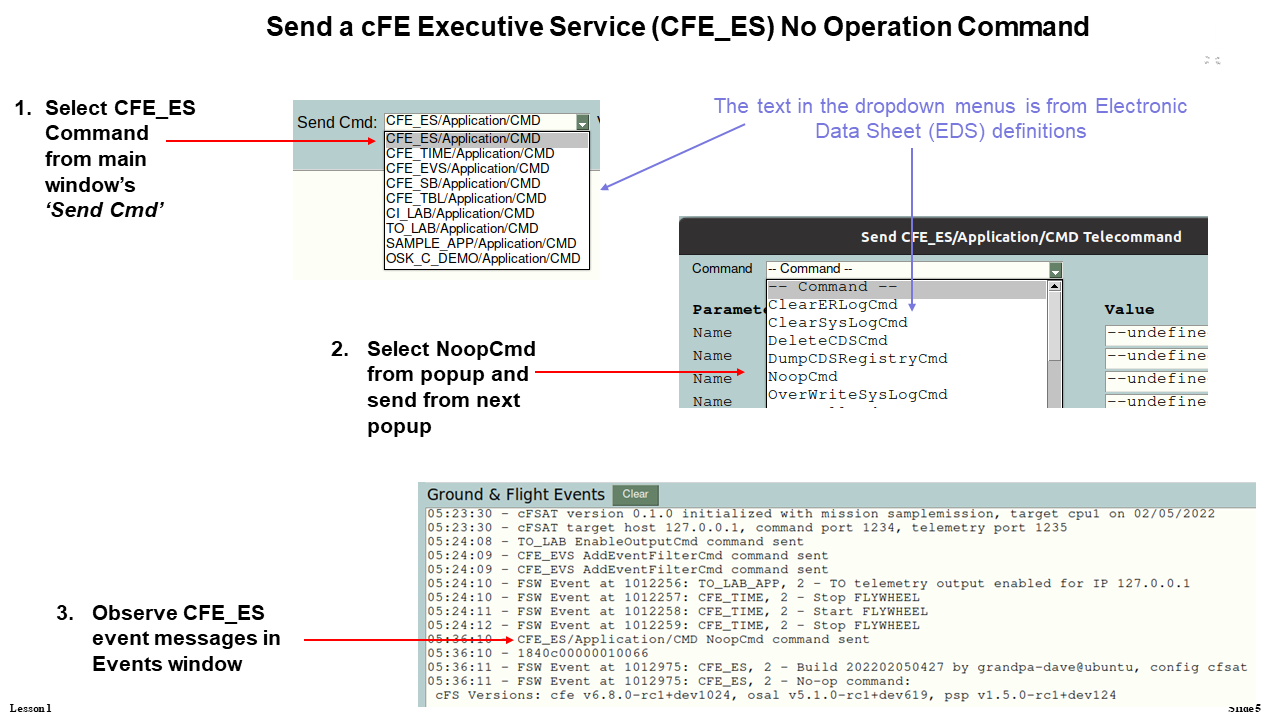 Send a cFE Executive Service (CFE_ES) No Operation Command
1. Select CFE_ES
Command
from main
window’s
‘Send Cmd’
Send Cmd: CFE_ES/Application/CMD
CFE_ES/Application/CMD
CFE_TIME/Application/CMD
CFE_EVS/Application/CMD
CFE_SB/Application/CMD
CFE_TBL/Application/CMD
CI_LAB/Application/CMD
TO_LAB/Application/CMD
SAMPLE_APP/Application/CMD
OSK_C_DEMO/Application/CMD
The text in the dropdown menus is from Electronic
Data Sheet (EDS) definitions
Send CFE_ES/Application/CMD Telecommand
Command -- Command --
-- Command --
ClearERLogCmd
ClearSysLogCmd
DeleteCDSCmd
DumpCDSRegistryCmd
NoopCmd
OverWriteSysLogCmd
Paramet
Name
Name
Name
Name
Value
--undefine
--undefine
--undefine
--undefine
2. Select NoopCmd
from popup and
send from next
popup
Ground & Flight Events Clear
05:23:30 - cFSAT version 0.1.0 initialized with mission samplemission, target cpu1 on 02/05/2022
05:23:30 - cFSAT target host 127.0.0.1, command port 1234, telemetry port 1235
05:24:08 - TO_LAB EnableOutputCmd command sent
05:24:09 - CFE_EVS AddEventFilterCmd command sent
05:24:09 - CFE_EVS AddEventFilterCmd command sent
05:24:10 - FSW Event at 1012256: TO_LAB_APP, 2 - TO telemetry output enabled for IP 127.0.0.1
05:24:10 - FSW Event at 1012257: CFE_TIME, 2 - Stop FLYWHEEL
05:24:11 - FSW Event at 1012258: CFE_TIME, 2 - Start FLYWHEEL
05:24:12 - FSW Event at 1012259: CFE_TIME, 2 - Stop FLYWHEEL
05:36:10 - CFE_ES/Application/CMD NoopCmd command sent
05:36:10 - 1840c00000010066
05:36:11 - FSW Event at 1012975: CFE_ES, 2 - Build 202202050427 by grandpa-dave@ubuntu, config cfsat
05:36:11 - FSW Event at 1012975: CFE_ES, 2 - No-op command:
cFS Versions: cfe v6.8.0-rc1+dev1024, osal v5.1.0-rc1+dev619, psp v1.5.0-rc1+dev124
3. Observe CFE_ES
event messages in
Events window
Lesson 1
Slide 5